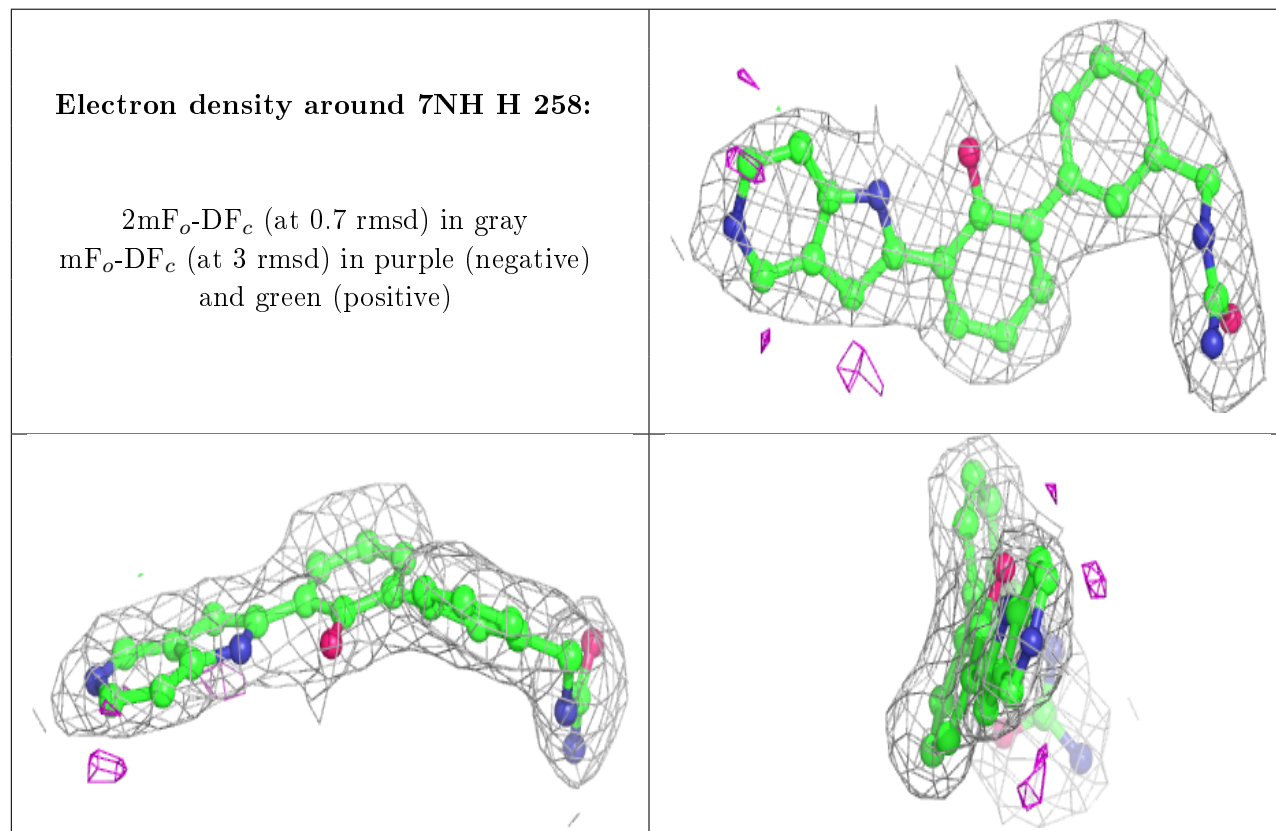 Electron density around 7NH H 258:
2mFo-DFc (at 0.7 rmsd) in gray
mFo-DFc (at 3 rmsd) in purple (negative)
and green (positive)